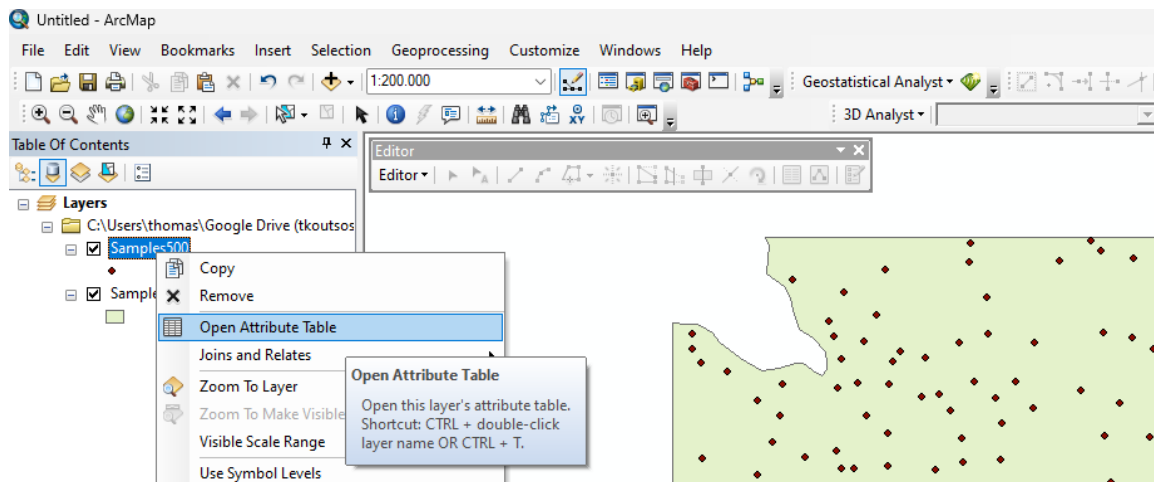 Untitled - ArcMap
File Edit View Bookmarks Insert Selection Geoprocessing Customize Windows Help
1:200.000 Geostatistical Analyst
3D Analyst
Table Of Contents
Editor
Editor
Layers
C:\Users\thomas\Google Drive (tkoutsos
Samples500
Copy
Sample
Remove
Open Attribute Table
Joins and Relates
Open Attribute Table
Zoom To Layer
Open this layer's attribute table.
Zoom To Make Visible
Shortcut: CTRL + double-click
Visible Scale Range
layer name OR CTRL + T.
Use Symbol Levels